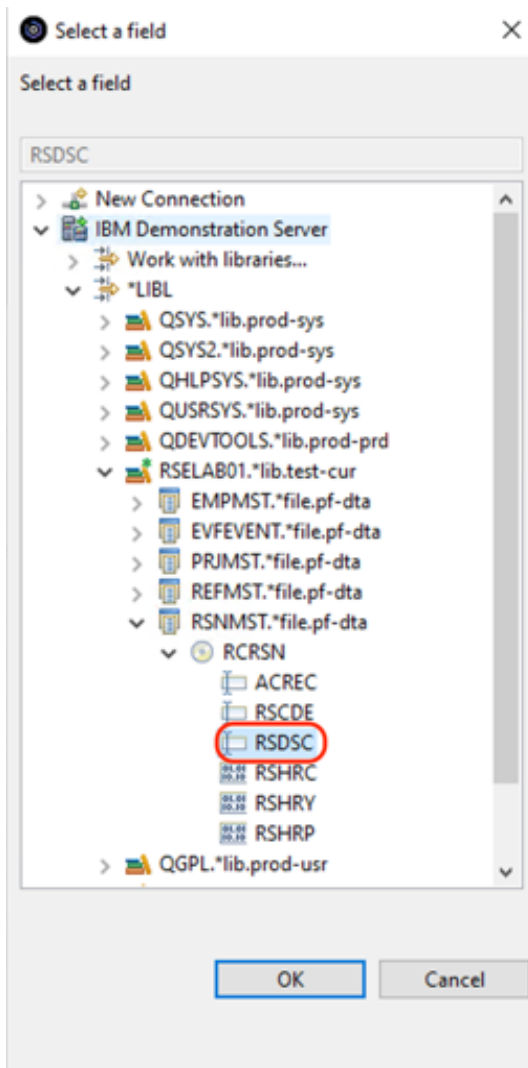 Select a field
Select a field
RSDSC
New Connection
IBM Demonstration Server
Work with libraries...
*LIBL
QSYS.*lib.prod-sys
QSYS2.*lib.prod-sys
QHLPSYS.*lib.prod-sys
QUSRSYS.*lib.prod-sys
QDEVTOOLS.*lib.prod-prd
RSELAB01.*lib.test-cur
EMPMST.*file.pf-dta
EVFEVENT.*file.pf-dta
PRJMST.*file.pf-dta
REFMST.*file.pf-dta
RSNMST.*file.pf-dta
RCRSN
ACREC
RSCDE
RSDSC
RSHRC
RSHRY
RSHRP
QGPL.*lib.prod-usr
OK Cancel